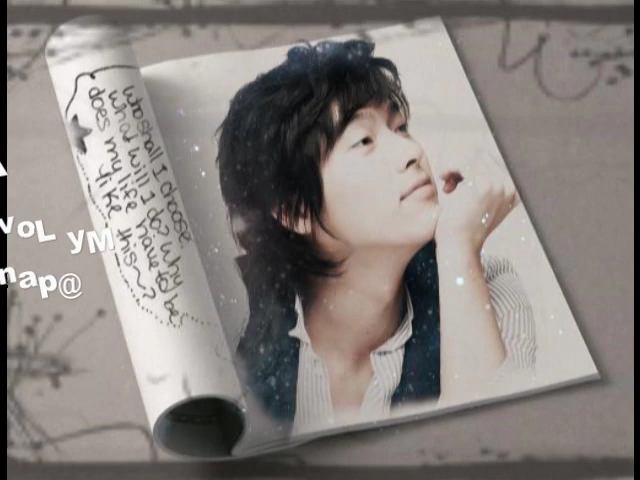 who shall I choose
what will I do? why
does my life have to be
like this~?
voL yM
nap@